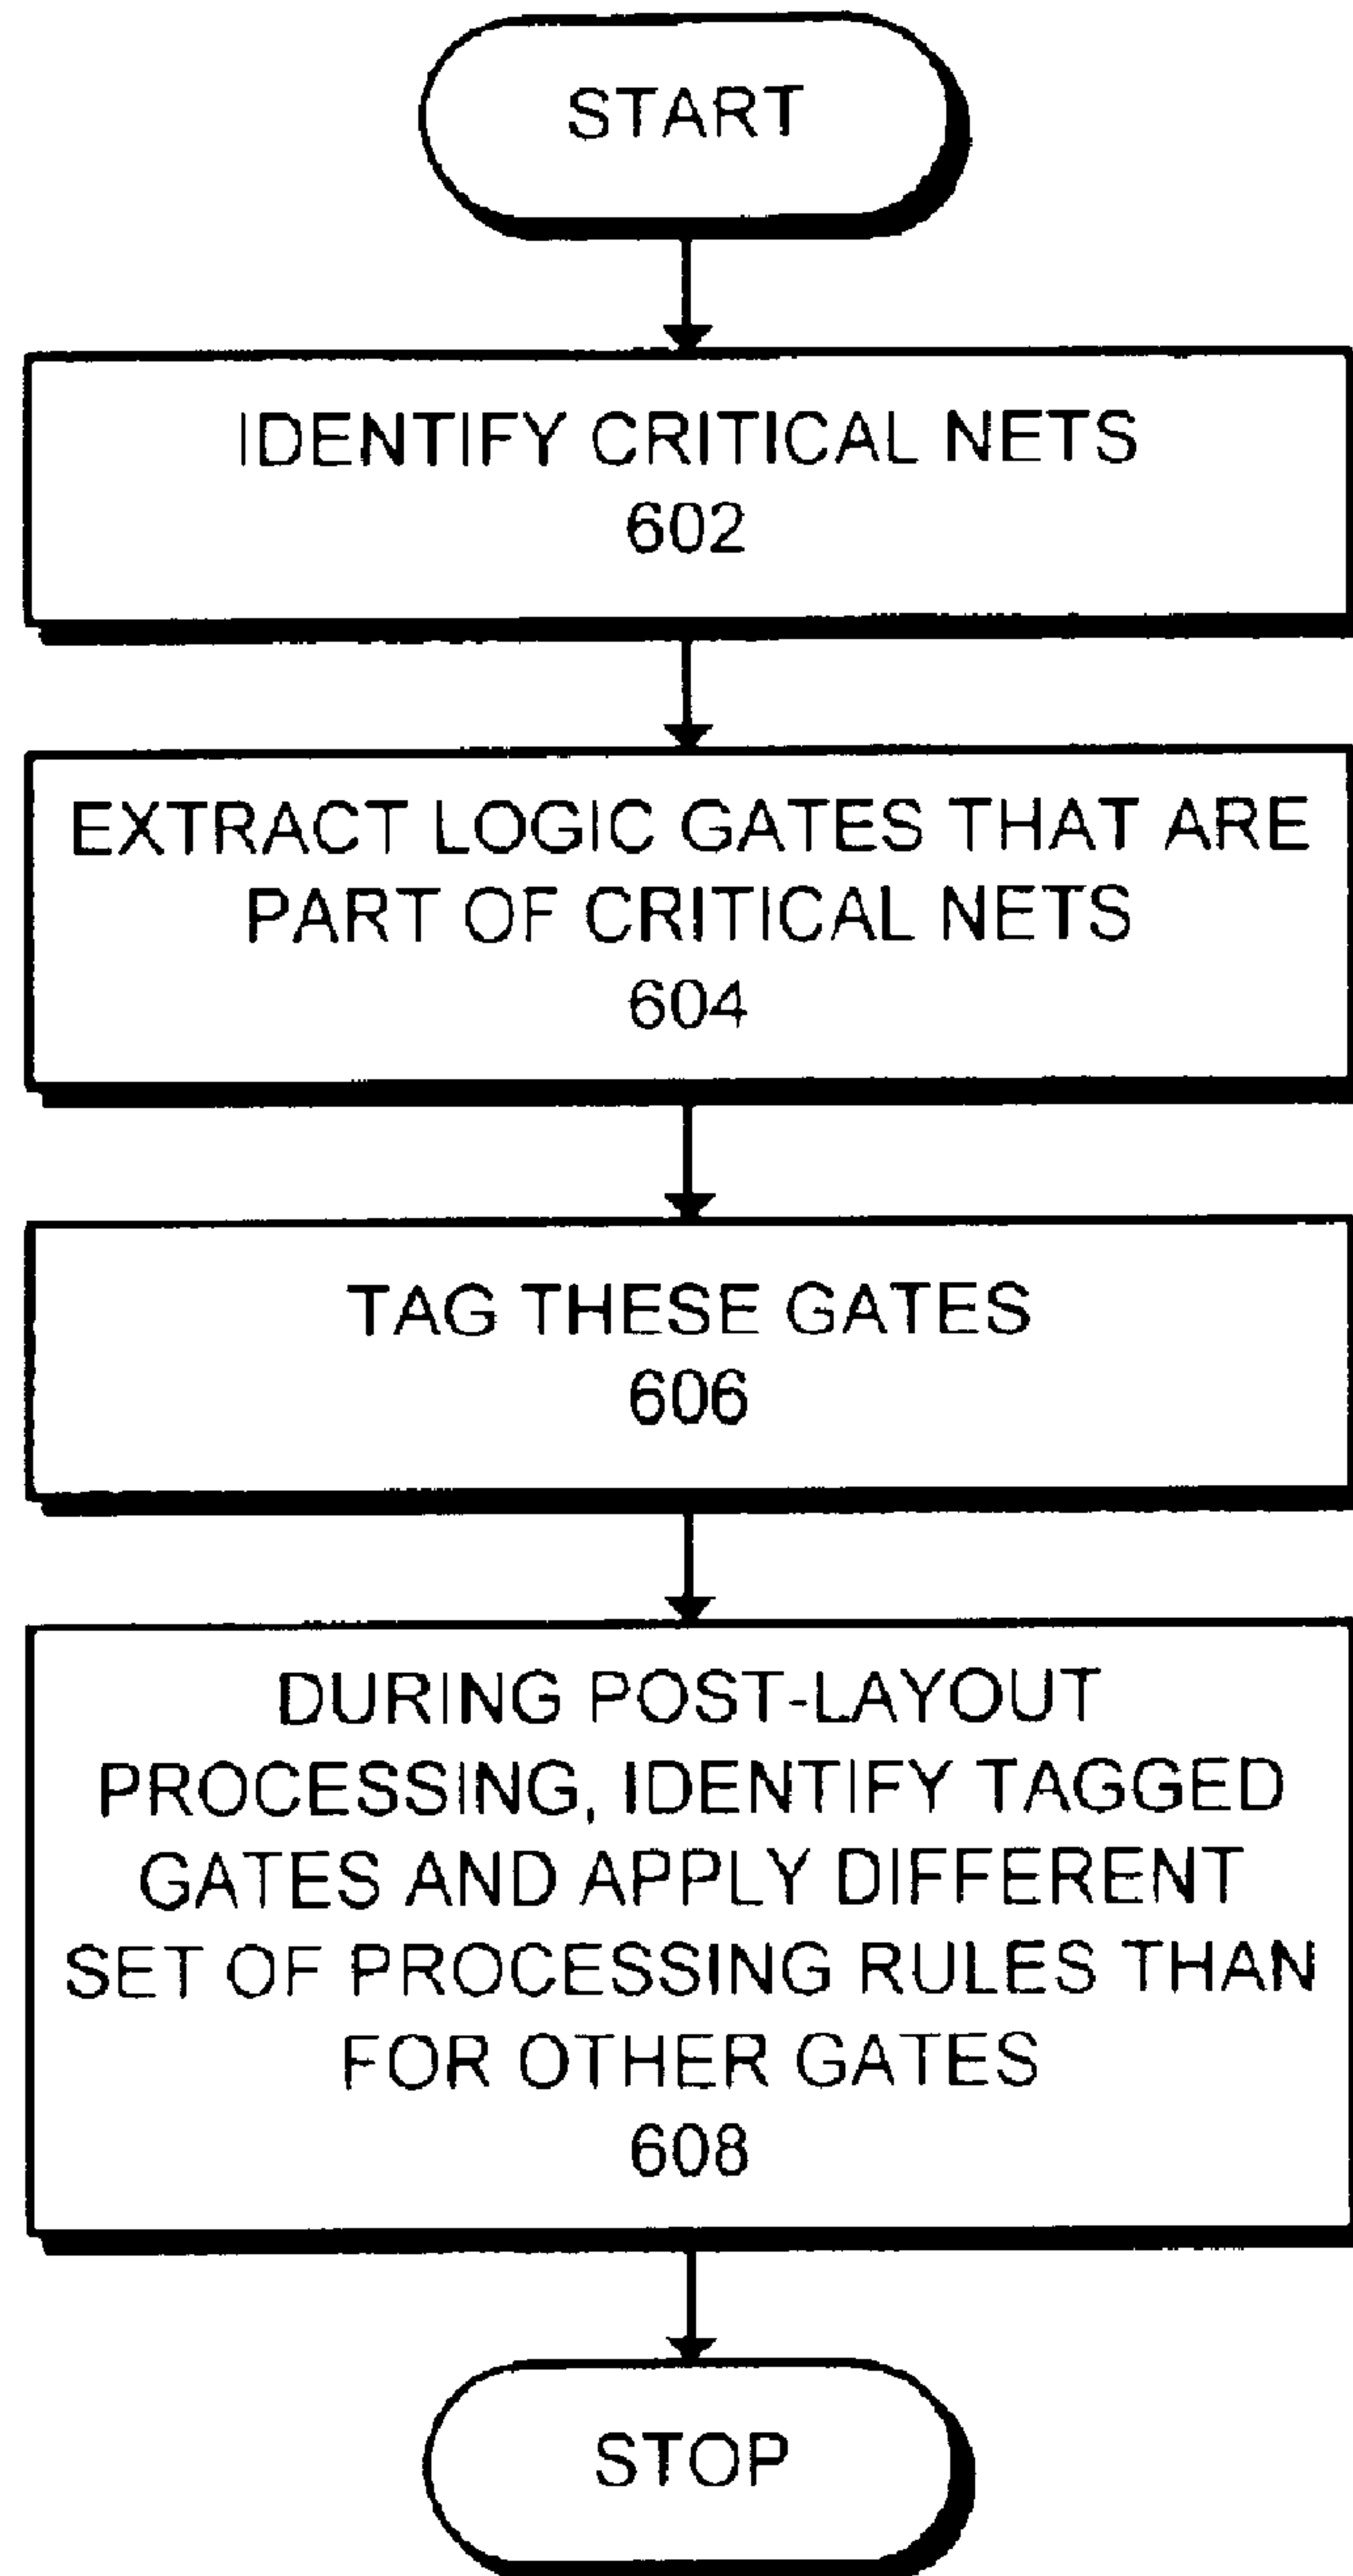 START
IDENTIFY CRITICAL NETS
602
EXTRACT LOGIC GATES THAT ARE
PART OF CRITICAL NETS
604
TAG THESE GATES
606
DURING POST-LAYOUT
PROCESSING, IDENTIFY TAGGED
GATES AND APPLY DIFFERENT
SET OF PROCESSING RULES THAN
FOR OTHER GATES
608
STOP